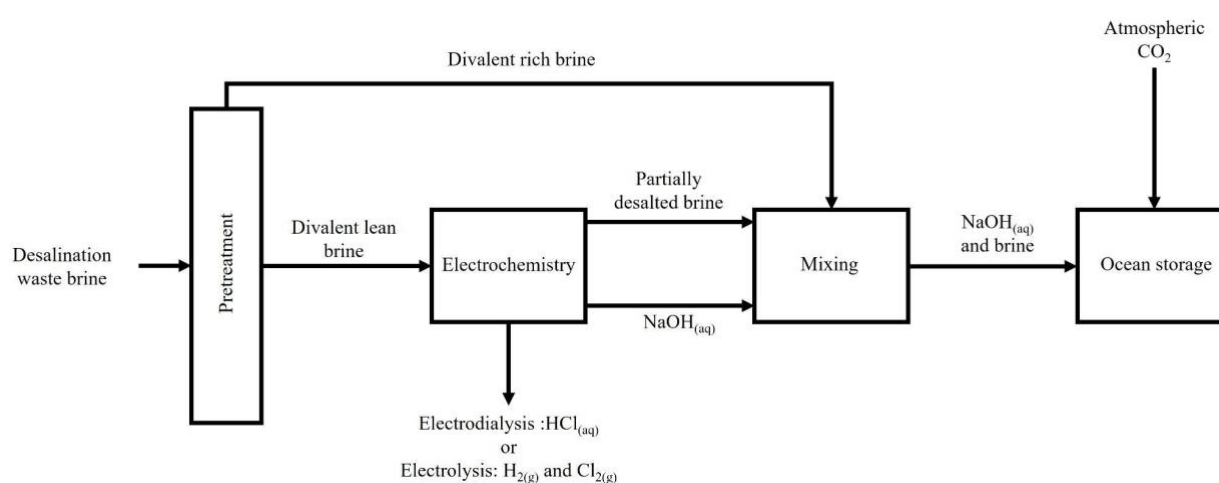 Atmospheric
CO₂
Divalent rich brine
Partially
desalted brine
Desalination
waste brine
Pretreatment
Divalent lean
brine
Electrochemistry
NaOH₍aq₎
Mixing
NaOH₍aq₎
and brine
Ocean storage
Electrodialysis :HCl₍aq₎
or
Electrolysis: H₂₍g₎ and Cl₂₍g₎